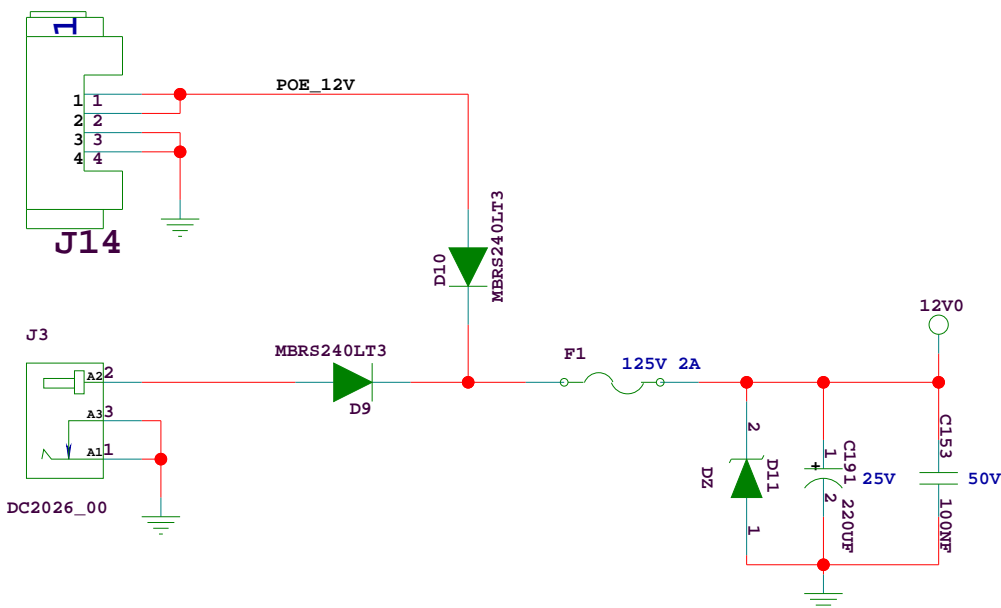 1
POE_12V
1 1
2 2
3 3
4 4
J14
D10
MBRS240LT3
12V0
J3
MBRS240LT3
F1
125V 2A
A2 2
D9
A3 3
A1 1
DC2026_00
2
DZ
D11
1
1
C191
25V
2
220UF
C153
50V
100NF
+